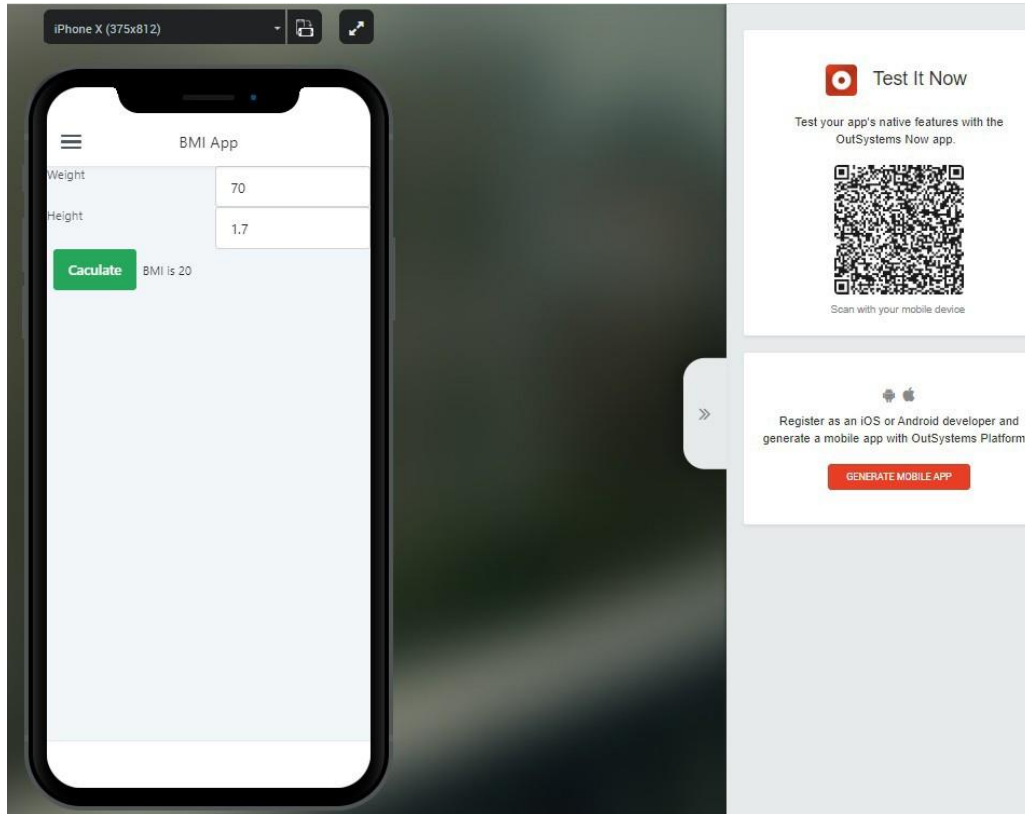 iPhone X (375x812)
BMI App
Weight
70
Height
1.7
Caculate
BMI is 20
Test It Now
Test your app's native features with the
OutSystems Now app.
Scan with your mobile device
Register as an iOS or Android developer and
generate a mobile app with OutSystems Platform
GENERATE MOBILE APP